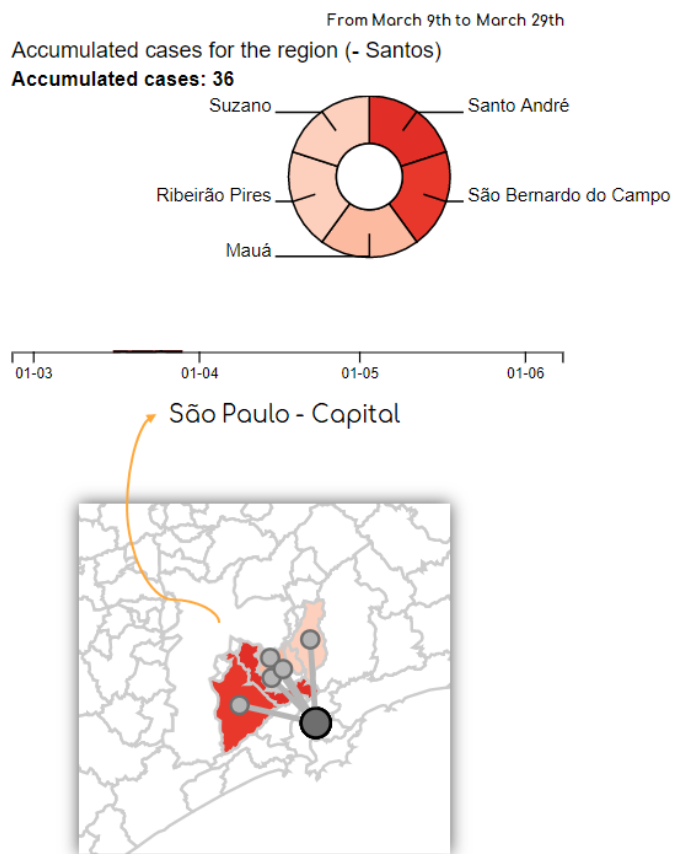 From March 9th to March 29th
Accumulated cases for the region (- Santos)
Accumulated cases: 36
Suzano
Santo André
Ribeirão Pires
São Bernardo do Campo
Mauá
01-03
01-04
01-05
01-06
São Paulo - Capital